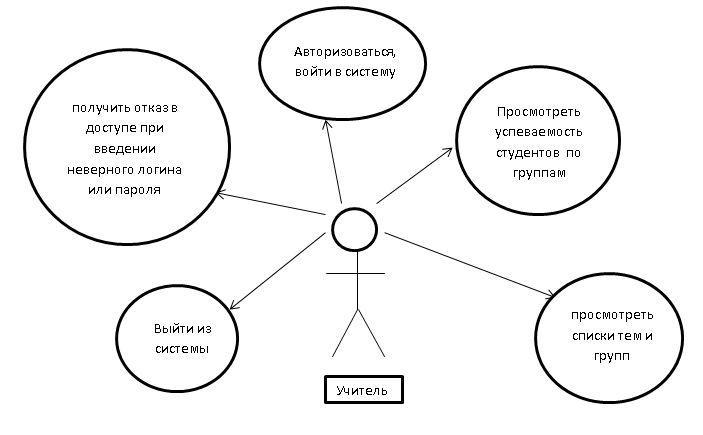 Авторизоваться,
войти в систему
получить отказ в
доступе при
введении
неверного логина
или пароля
Просмотреть
успеваемость
студентов по
группам
Выйти из
системы
просмотреть
списки тем и
групп
Учитель